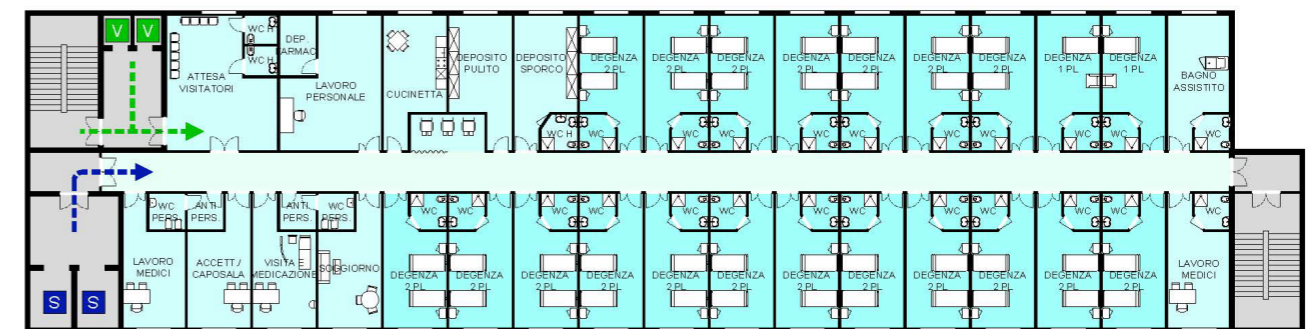 V V
WC H
DEP.
FARMAC.
WC H
ATTESA
VISITATORI
LAVORO
PERSONALE
CUCINETTA
DEPOSITO
PULITO
DEPOSITO
SPORCO
DEGENZA
2 PL
DEGENZA
2 PL
DEGENZA
2 PL
DEGENZA
2 PL
DEGENZA
2 PL
DEGENZA
2 PL
DEGENZA
2 PL
DEGENZA
1 PL
DEGENZA
1 PL
BAGNO
ASSISTITO
WC H WC WC WC WC WC WC WC WC WC WC
WC
PERS.
ANTI
PERS.
ANTI
PERS.
WC
PERS.
WC WC WC WC WC WC WC WC WC WC WC WC WC
LAVORO
MEDICI
ACCETT./
CAPOSALA
VISITA E
MEDICAZIONE
SOGGIORNO
DEGENZA
2 PL
DEGENZA
2 PL
DEGENZA
2 PL
DEGENZA
2 PL
DEGENZA
2 PL
DEGENZA
2 PL
DEGENZA
2 PL
DEGENZA
2 PL
DEGENZA
2 PL
DEGENZA
2 PL
DEGENZA
2 PL
DEGENZA
2 PL
LAVORO
MEDICI
S S